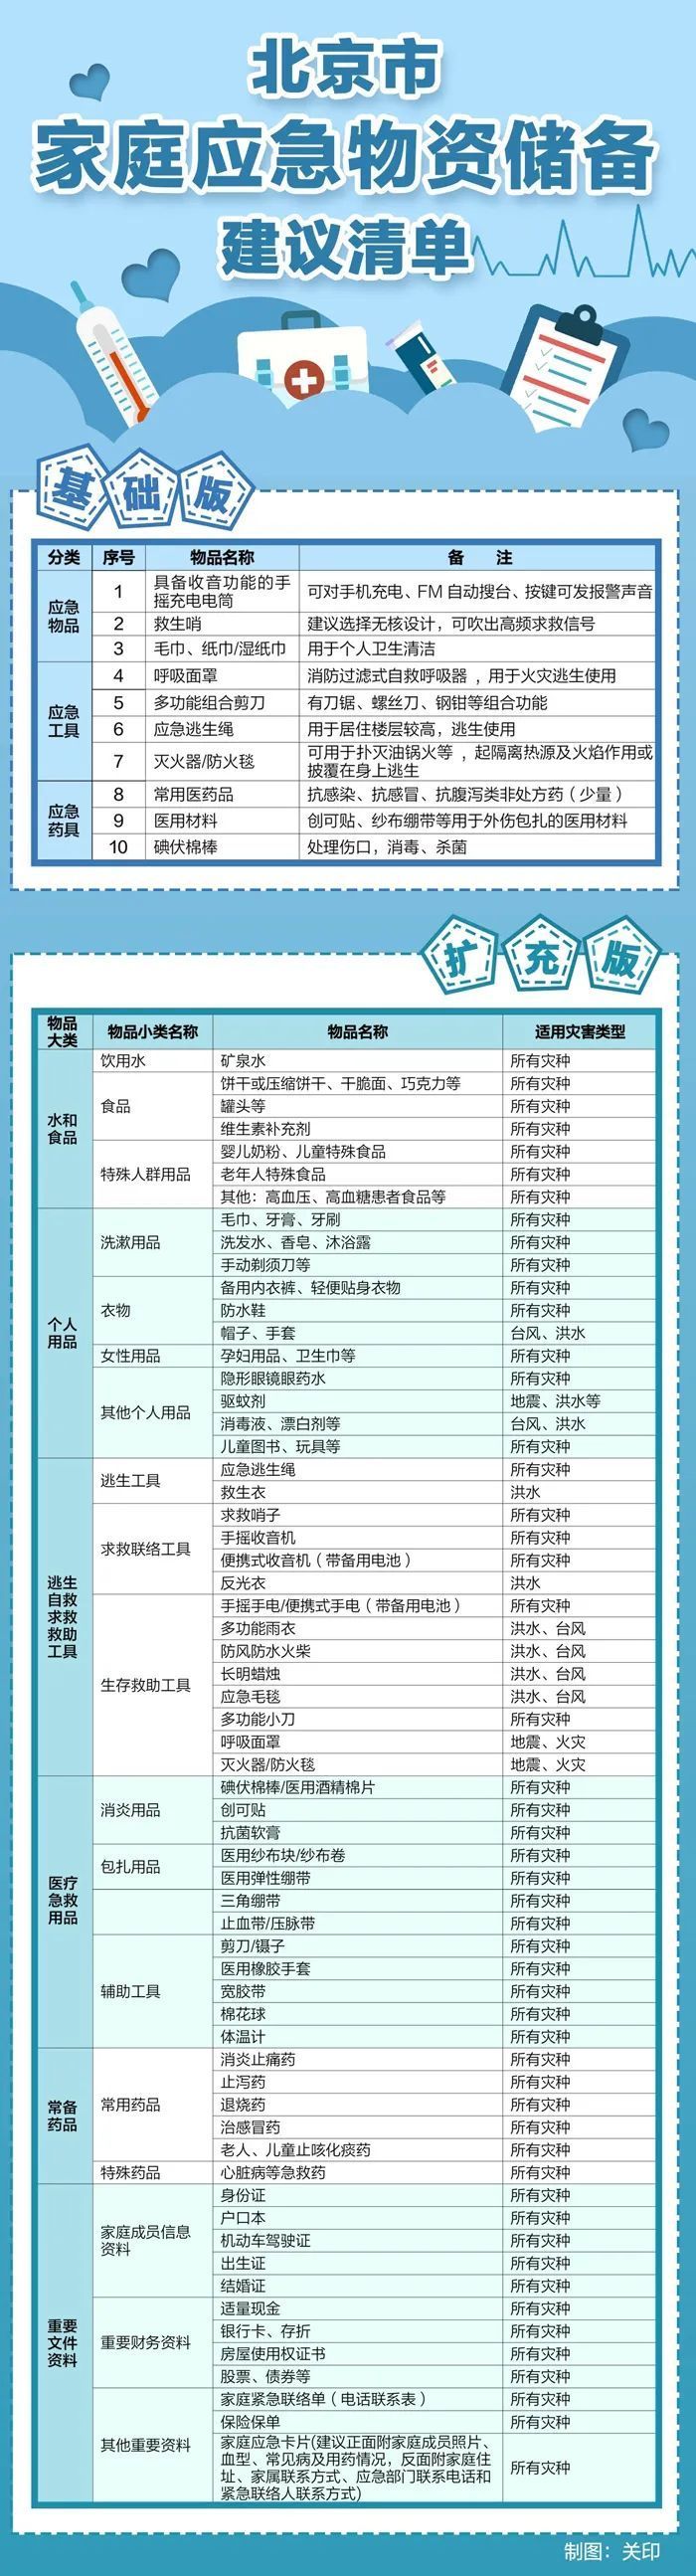 北京市
家庭应急物资储备
建议清单
基础版
分类 序号 物品名称 备 注
应急物品 1 具备收音功能的手摇充电电筒 可对手机充电、FM 自动搜台、按键可发报警声音
2 救生哨 建议选择无核设计，可吹出高频求救信号
3 毛巾、纸巾/湿纸巾 用于个人卫生清洁
应急工具 4 呼吸面罩 消防过滤式自救呼吸器 ，用于火灾逃生使用
5 多功能组合剪刀 有刀锯、螺丝刀、钢钳等组合功能
6 应急逃生绳 用于居住楼层较高，逃生使用
7 灭火器/防火毯 可用于扑灭油锅火等 ，起隔离热源及火焰作用或披覆在身上逃生
应急药具 8 常用医药品 抗感染、抗感冒、抗腹泻类非处方药（少量）
9 医用材料 创可贴、纱布绷带等用于外伤包扎的医用材料
10 碘伏棉棒 处理伤口，消毒、杀菌
扩充版
物品大类 物品小类名称 物品名称 适用灾害类型
水和食品 饮用水 矿泉水 所有灾种
食品 饼干或压缩饼干、干脆面、巧克力等 所有灾种
罐头等 所有灾种
维生素补充剂 所有灾种
特殊人群用品 婴儿奶粉、儿童特殊食品 所有灾种
老年人特殊食品 所有灾种
其他：高血压、高血糖患者食品等 所有灾种
个人用品 洗漱用品 毛巾、牙膏、牙刷 所有灾种
洗发水、香皂、沐浴露 所有灾种
手动剃须刀等 所有灾种
衣物 备用内衣裤、轻便贴身衣物 所有灾种
防水鞋 所有灾种
帽子、手套 台风、洪水
女性用品 孕妇用品、卫生巾等 所有灾种
其他个人用品 隐形眼镜眼药水 所有灾种
驱蚊剂 地震、洪水等
消毒液、漂白剂等 台风、洪水
儿童图书、玩具等 所有灾种
逃生自救求救救助工具 逃生工具 应急逃生绳 所有灾种
救生衣 洪水
求救联络工具 求救哨子 所有灾种
手摇收音机 所有灾种
便携式收音机（带备用电池） 所有灾种
反光衣 洪水
生存救助工具 手摇手电/便携式手电（带备用电池） 所有灾种
多功能雨衣 洪水、台风
防风防水火柴 洪水、台风
长明蜡烛 洪水、台风
应急毛毯 洪水、台风
多功能小刀 所有灾种
呼吸面罩 地震、火灾
灭火器/防火毯 地震、火灾
医疗急救用品 消炎用品 碘伏棉棒/医用酒精棉片 所有灾种
创可贴 所有灾种
抗菌软膏 所有灾种
包扎用品 医用纱布块/纱布卷 所有灾种
医用弹性绷带 所有灾种
三角绷带 所有灾种
止血带/压脉带 所有灾种
辅助工具 剪刀/镊子 所有灾种
医用橡胶手套 所有灾种
宽胶带 所有灾种
棉花球 所有灾种
体温计 所有灾种
常备药品 常用药品 消炎止痛药 所有灾种
止泻药 所有灾种
退烧药 所有灾种
治感冒药 所有灾种
老人、儿童止咳化痰药 所有灾种
特殊药品 心脏病等急救药 所有灾种
重要文件资料 家庭成员信息资料 身份证 所有灾种
户口本 所有灾种
机动车驾驶证 所有灾种
出生证 所有灾种
结婚证 所有灾种
重要财务资料 适量现金 所有灾种
银行卡、存折 所有灾种
房屋使用权证书 所有灾种
股票、债券等 所有灾种
其他重要资料 家庭紧急联络单（电话联系表） 所有灾种
保险保单 所有灾种
家庭应急卡片(建议正面附家庭成员照片、
血型、常见病及用药情况，反面附家庭住
址、家属联系方式、应急部门联系电话和
紧急联络人联系方式) 所有灾种
制图：关印